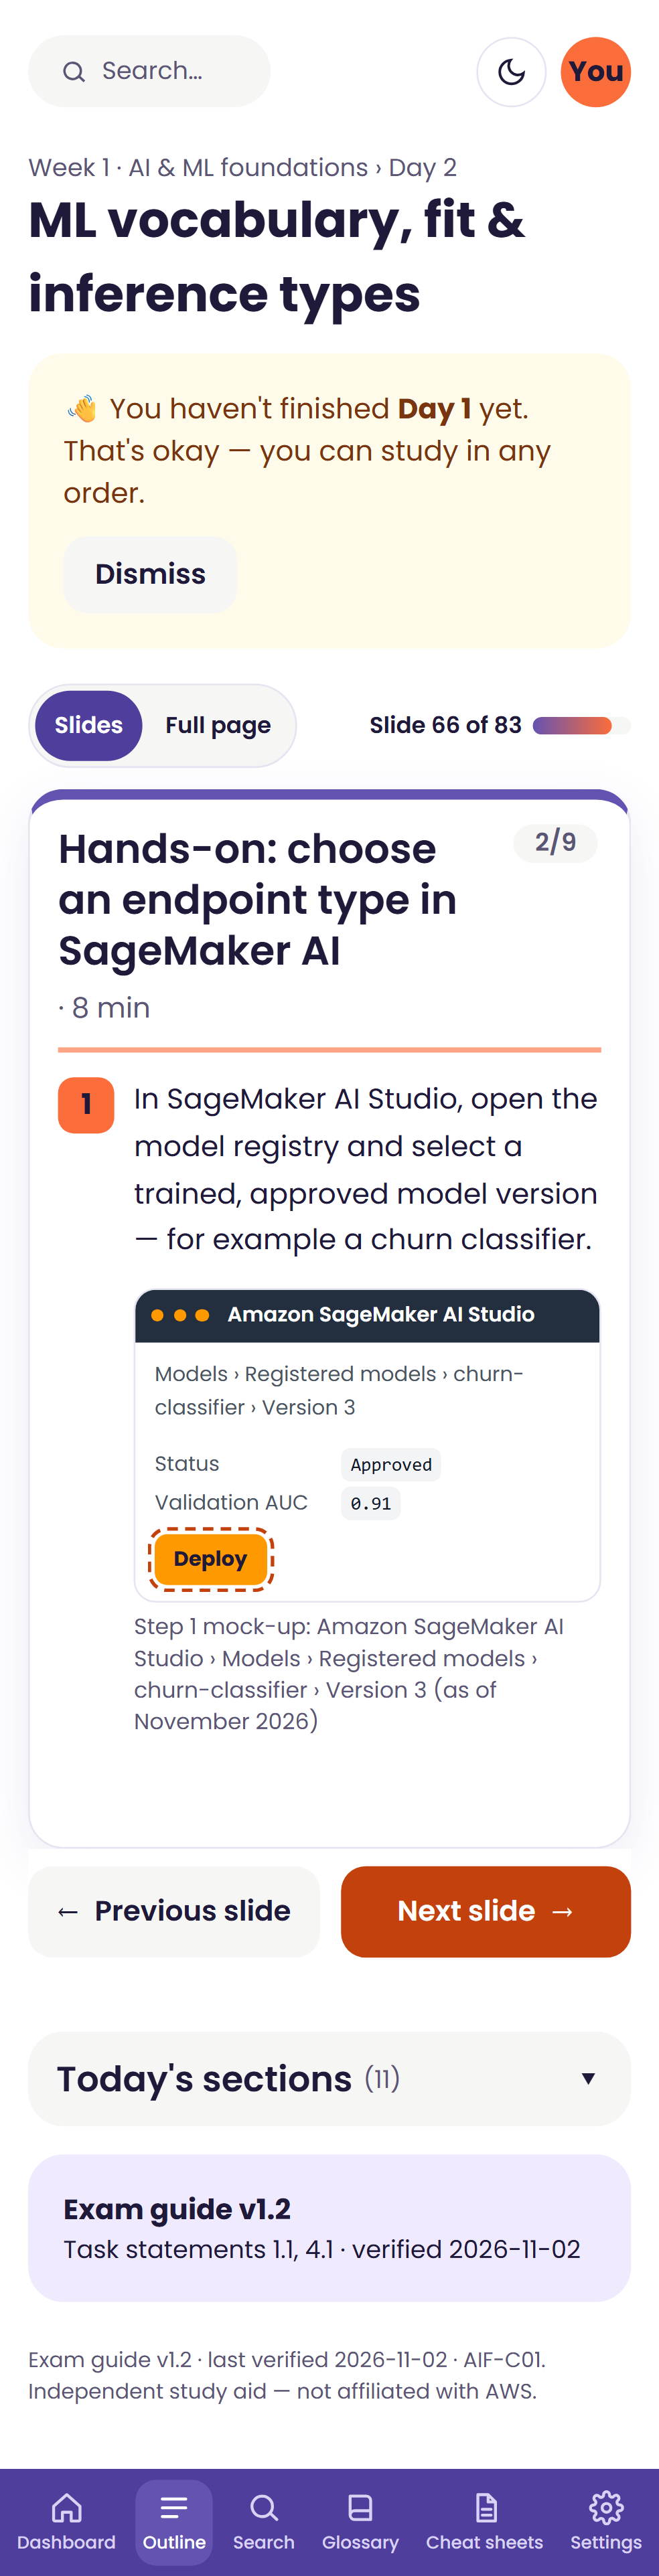 Search...
You
Week 1 · AI & ML foundations › Day 2
ML vocabulary, fit &
inference types
👋 You haven't finished Day 1 yet.
That's okay — you can study in any
order.
Dismiss
Slides
Full page
Slide 66 of 83
Hands-on: choose
an endpoint type in
SageMaker AI
2/9
· 8 min
1
In SageMaker AI Studio, open the
model registry and select a
trained, approved model version
— for example a churn classifier.
Amazon SageMaker AI Studio
Models › Registered models › churn-
classifier › Version 3
Status Approved
Validation AUC 0.91
Deploy
Step 1 mock-up: Amazon SageMaker AI
Studio › Models › Registered models ›
churn-classifier › Version 3 (as of
November 2026)
← Previous slide
Next slide →
Today's sections (11) ▼
Exam guide v1.2
Task statements 1.1, 4.1 · verified 2026-11-02
Exam guide v1.2 · last verified 2026-11-02 · AIF-C01.
Independent study aid — not affiliated with AWS.
Dashboard
Outline
Search
Glossary
Cheat sheets
Settings